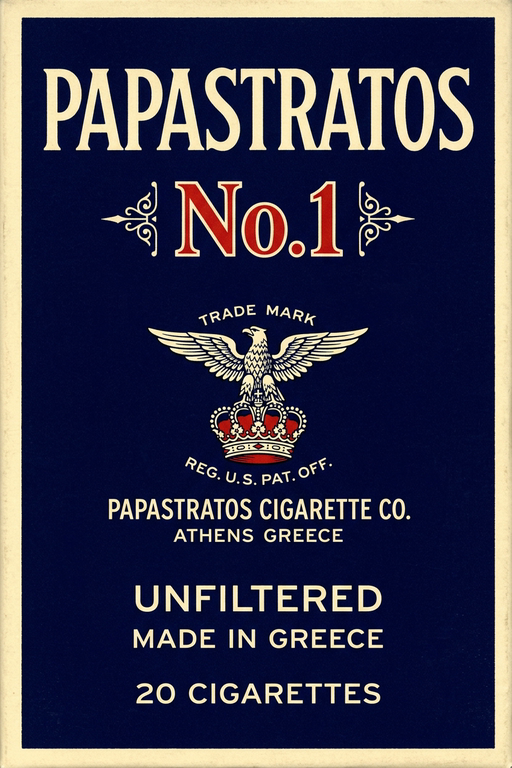 PAPASTRATOS
No.1
TRADE MARK
REG. U.S. PAT. OFF.
PAPASTRATOS CIGARETTE CO.
ATHENS GREECE
UNFILTERED
MADE IN GREECE
20 CIGARETTES